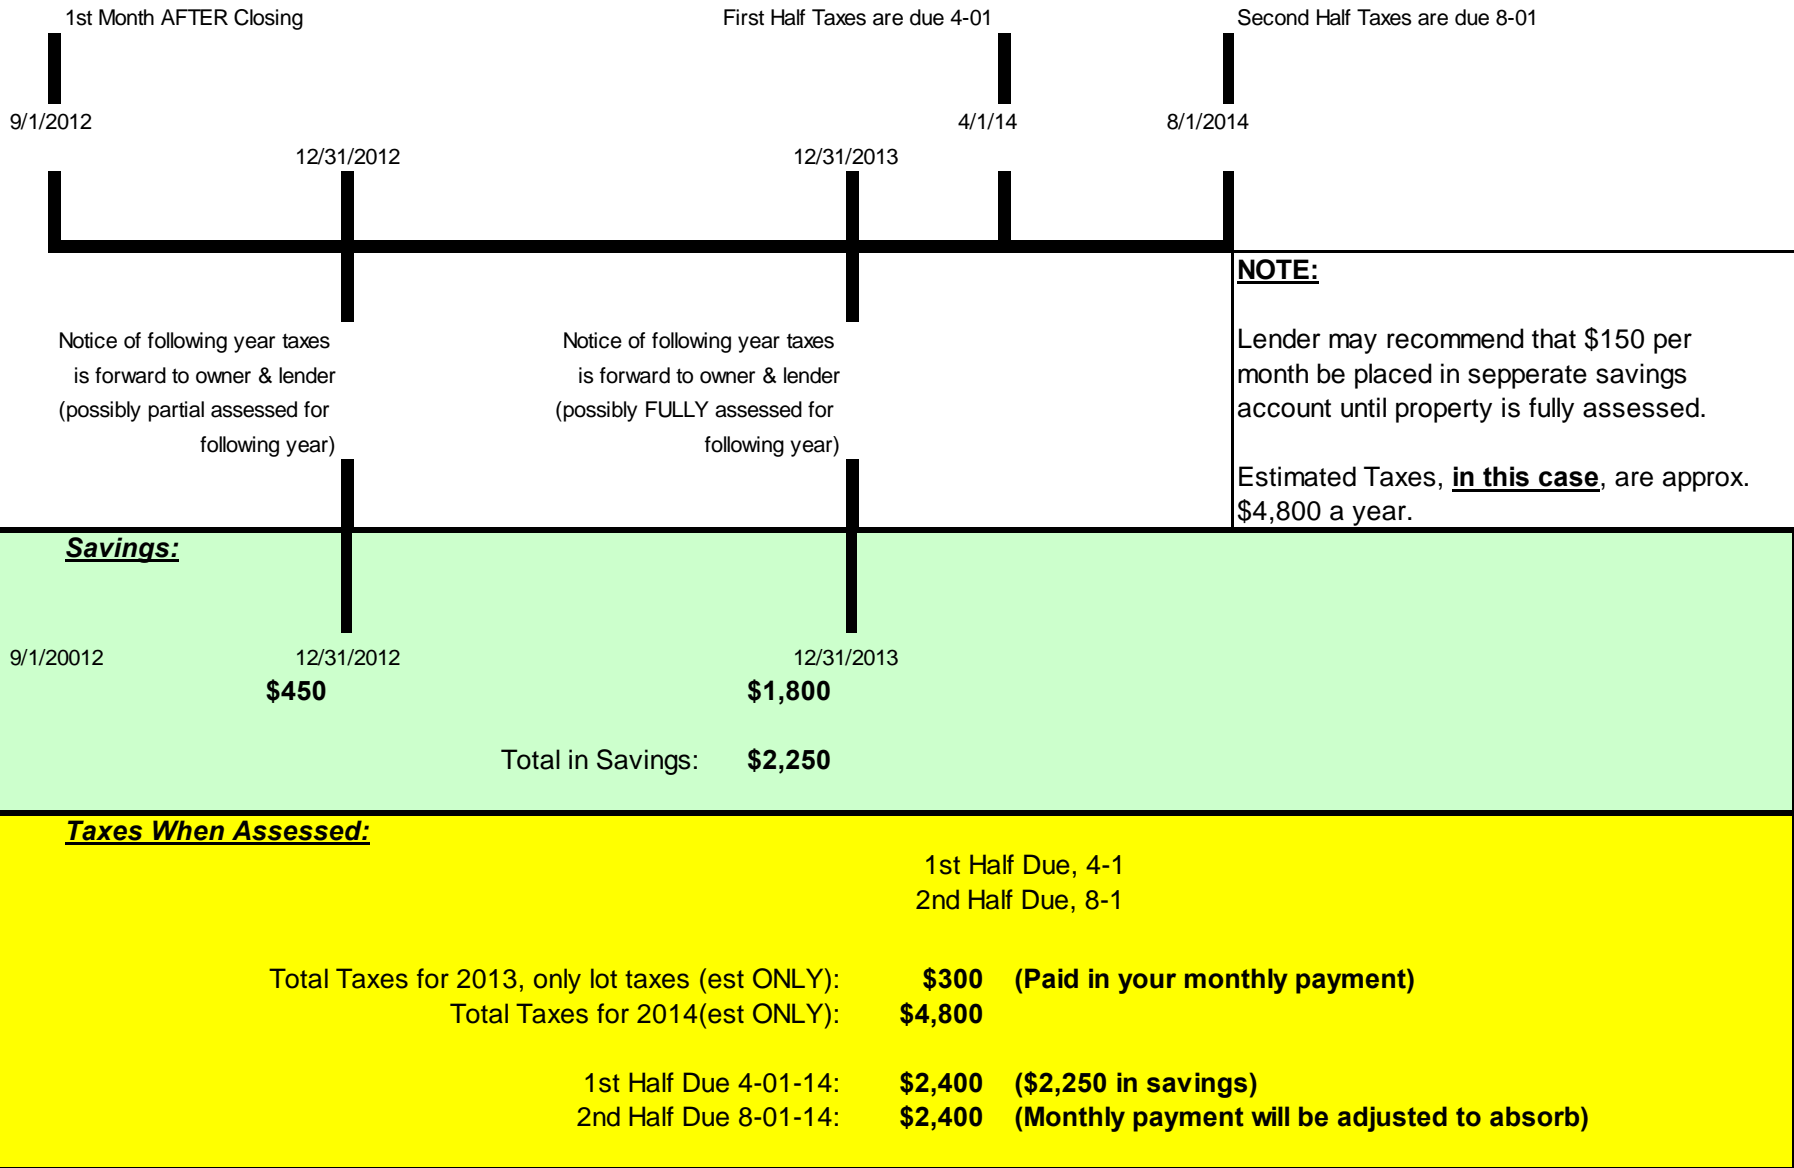 1st Month AFTER Closing First Half Taxes are due 4-01 Second Half Taxes are due 8-01
9/1/2012 4/1/14 8/1/2014
12/31/2012 12/31/2013
NOTE:
Notice of following year taxes
is forward to owner & lender
(possibly partial assessed for
following year)
Notice of following year taxes
is forward to owner & lender
(possibly FULLY assessed for
following year)
Lender may recommend that $150 per
month be placed in sepperate savings
account until property is fully assessed.
Estimated Taxes, in this case, are approx.
$4,800 a year.
Savings:
9/1/20012 12/31/2012 12/31/2013
$450 $1,800
Total in Savings: $2,250
Taxes When Assessed:
1st Half Due, 4-1
2nd Half Due, 8-1
Total Taxes for 2013, only lot taxes (est ONLY): $300 (Paid in your monthly payment)
Total Taxes for 2014(est ONLY): $4,800
1st Half Due 4-01-14: $2,400 ($2,250 in savings)
2nd Half Due 8-01-14: $2,400 (Monthly payment will be adjusted to absorb)